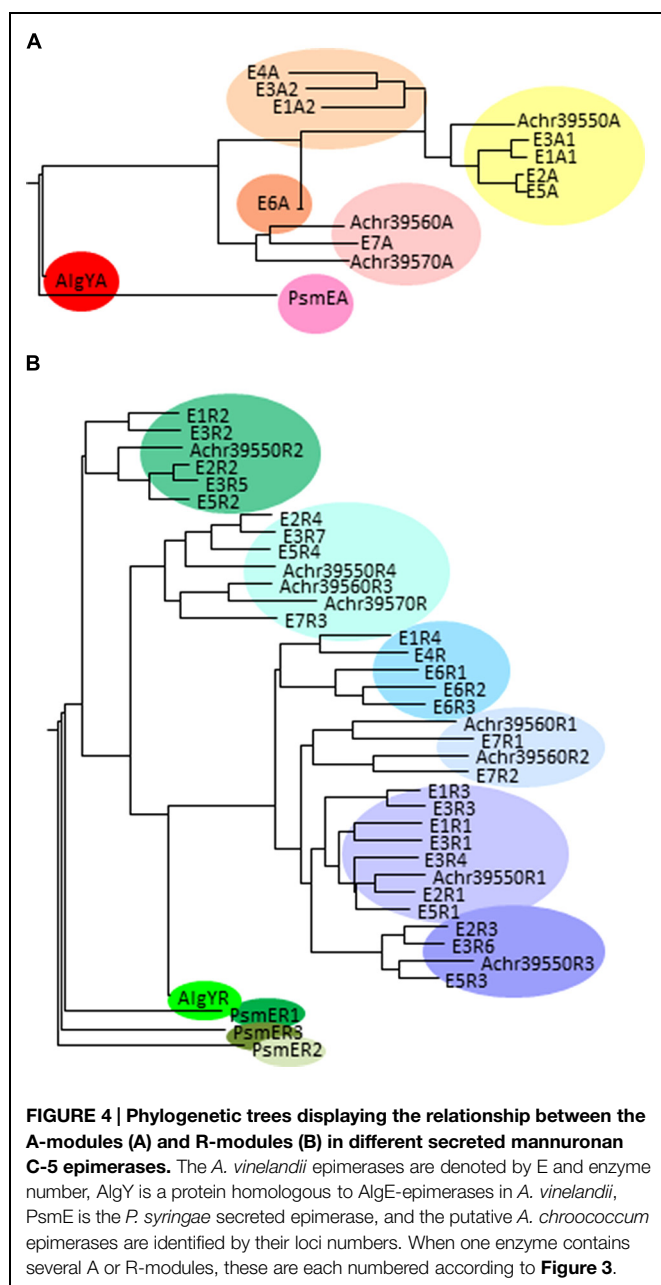 A
E4A
E3A2
E1A2
Achr39550A
E3A1
E1A1
E2A
E5A
E6A
Achr39560A
E7A
Achr39570A
AlgYA
PsmEA
B
E1R2
E3R2
Achr39550R2
E2R2
E3R5
E5R2
E2R4
E3R7
E5R4
Achr39550R4
Achr39560R3
Achr39570R
E7R3
E1R4
E4R
E6R1
E6R2
E6R3
Achr39560R1
E7R1
Achr39560R2
E7R2
E1R3
E3R3
E1R1
E3R1
E3R4
Achr39550R1
E2R1
E5R1
E2R3
E3R6
Achr39550R3
E5R3
AlgYR
PsmER1
PsmER3
PsmER2
FIGURE 4 | Phylogenetic trees displaying the relationship between the
A-modules (A) and R-modules (B) in different secreted mannuronan
C-5 epimerases. The A. vinelandii epimerases are denoted by E and enzyme
number, AlgY is a protein homologous to AlgE-epimerases in A. vinelandii,
PsmE is the P. syringae secreted epimerase, and the putative A. chroococcum
epimerases are identified by their loci numbers. When one enzyme contains
several A or R-modules, these are each numbered according to Figure 3.